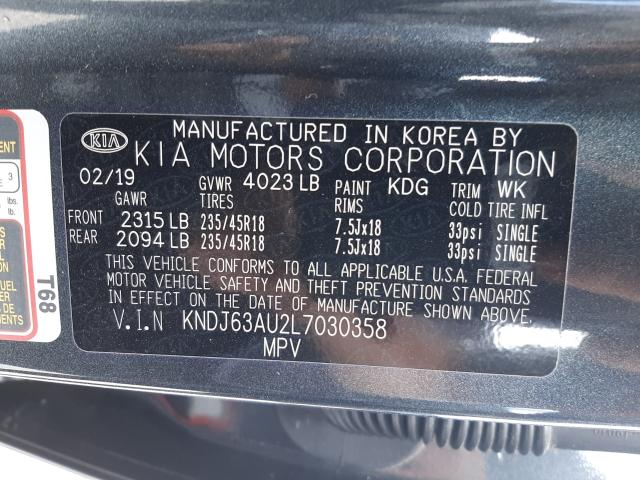 MANUFACTURED IN KOREA BY
KIA
KIA MOTORS CORPORATION
02/19 GVWR 4023 LB PAINT KDG TRIM WK
GAWR TIRES RIMS COLD TIRE INFL
FRONT 2315 LB 235/45R18 7.5Jx18 33psi SINGLE
REAR 2094 LB 235/45R18 7.5Jx18 33psi SINGLE
THIS VEHICLE CONFORMS TO ALL APPLICABLE U.S.A. FEDERAL
MOTOR VEHICLE SAFETY AND THEFT PREVENTION STANDARDS
IN EFFECT ON THE DATE OF MANUFACTURE SHOWN ABOVE.
V.I.N KNDJ63AU2L7030358
MPV
T68
3
lbs.
lb.